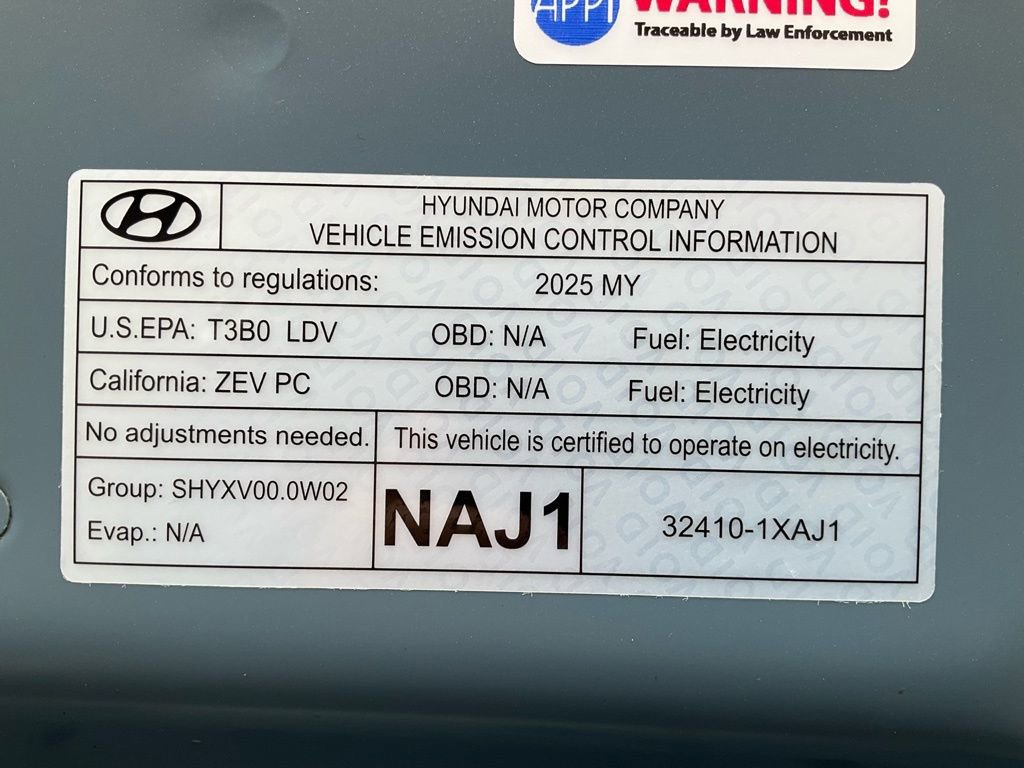 APPI WARNING!
Traceable by Law Enforcement
HYUNDAI MOTOR COMPANY
VEHICLE EMISSION CONTROL INFORMATION
Conforms to regulations: 2025 MY
U.S.EPA: T3B0 LDV OBD: N/A Fuel: Electricity
California: ZEV PC OBD: N/A Fuel: Electricity
No adjustments needed. This vehicle is certified to operate on electricity.
Group: SHYXV00.0W02
Evap.: N/A
NAJ1
32410-1XAJ1